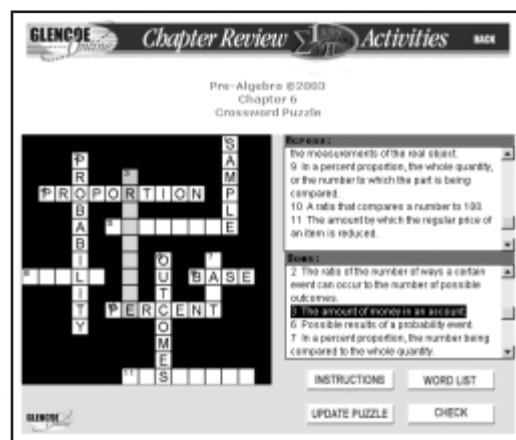 GLENCOE
Online
Chapter Review Activities
BACK
Pre-Algebra ©2003
Chapter 6
Crossword Puzzle
Across:
the measurements of the real object.
9 In a percent proportion, the whole quantity,
or the number to which the part is being
compared.
10 A ratio that compares a number to 100.
11 The amount by which the regular price of
an item is reduced.
SAMPLE
PROBABILITY
PROPORTION
OUTCOMES
BASE
PERCENT
11
Down:
2 The ratio of the number of ways a certain
event can occur to the number of possible
outcomes.
3 The amount of money in an account.
6 Possible results of a probability event.
7 In a percent proportion, the number being
compared to the whole quantity.
INSTRUCTIONS
WORD LIST
UPDATE PUZZLE
CHECK
GLENCOE